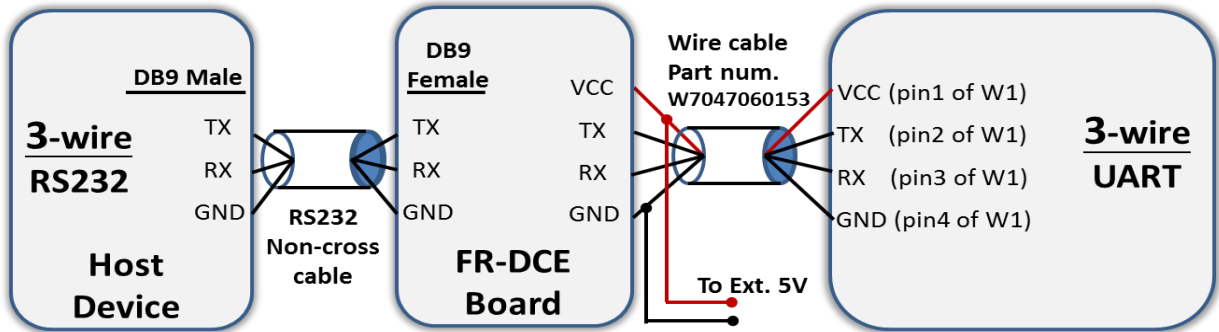 DB9 Male
3-wire
RS232
TX
RX
GND
Host
Device
RS232
Non-cross
cable
DB9
Female
TX
RX
GND
VCC
TX
RX
GND
FR-DCE
Board
Wire cable
Part num.
W7047060153
To Ext. 5V
VCC (pin1 of W1)
TX (pin2 of W1)
RX (pin3 of W1)
GND (pin4 of W1)
3-wire
UART